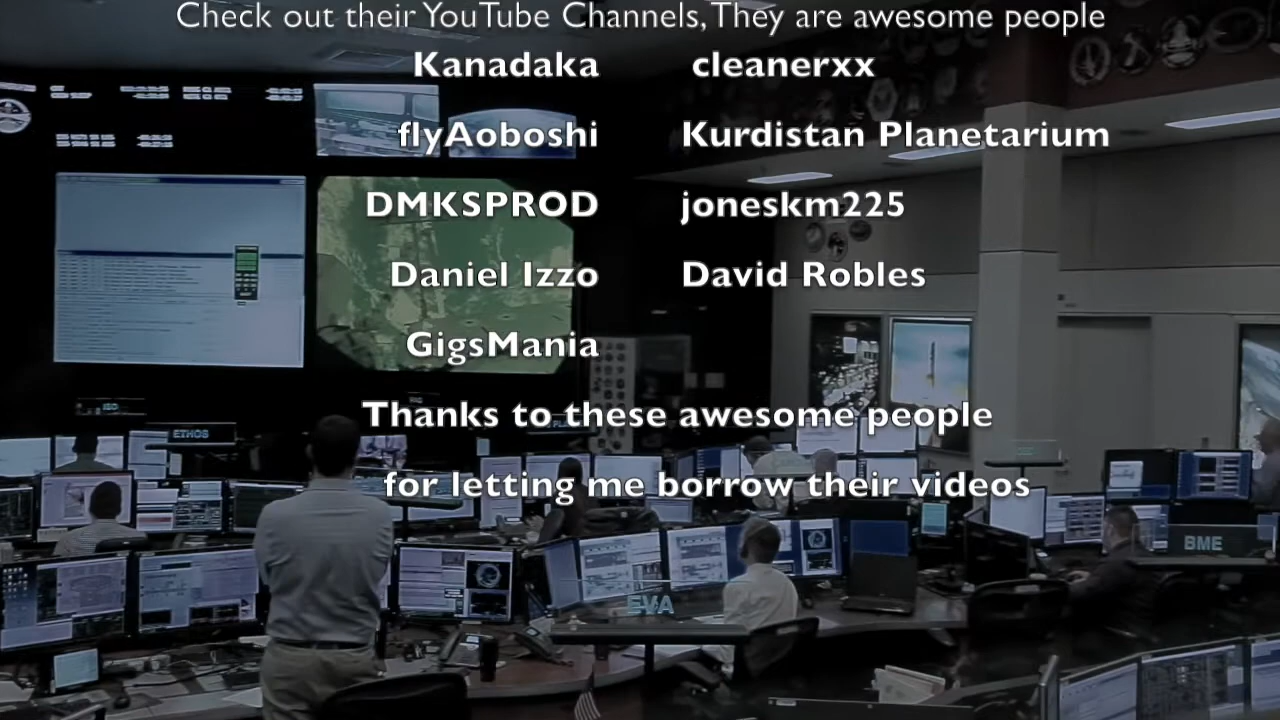 Check out their YouTube Channels, They are awesome people
Kanadaka cleanerxx
flyAoboshi Kurdistan Planetarium
DMKSPROD joneskm225
Daniel Izzo David Robles
GigsMania
Thanks to these awesome people
for letting me borrow their videos
ETHOS
BME
EVA